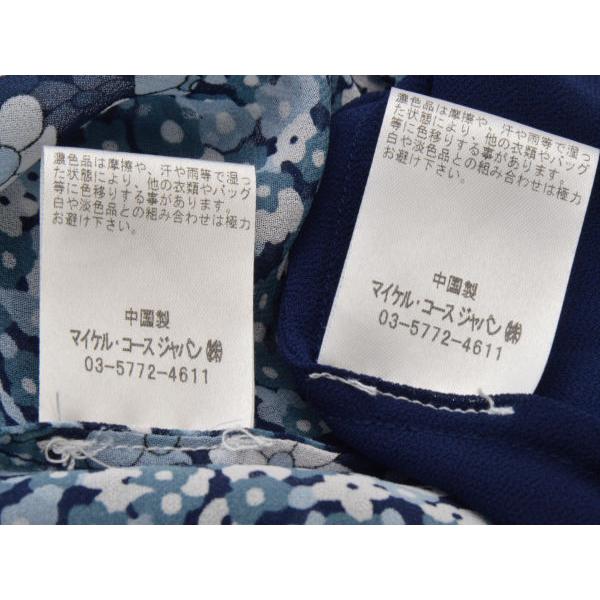 濃色品は摩擦や、汗や雨等で湿っ
た状態により、他の衣類やバッグ
等に色移りする事があります。
白や淡色品との組み合わせは極力
お避け下さい。
中国製
マイケル・コースジャパン㈱
03-5772-4611
濃色品は摩擦や、汗や雨等で湿っ
た状態により、他の衣類やバッグ
等に色移りする事があります。
白や淡色品との組み合わせは極力
お避け下さい。
中国製
マイケル・コースジャパン㈱
03-5772-4611